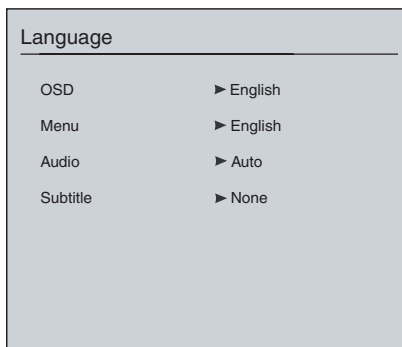 Language
OSD ► English
Menu ► English
Audio ► Auto
Subtitle ► None